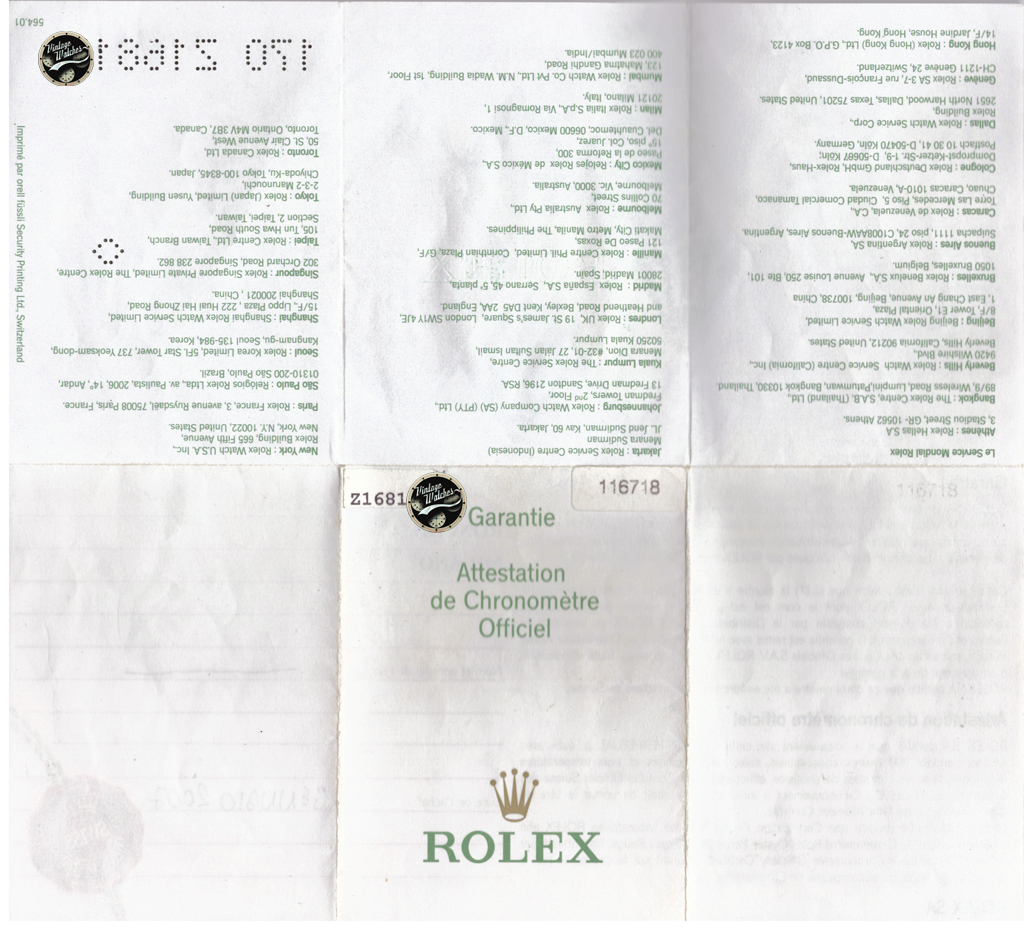 Le Service Mondial Rolex
Athènes : Rolex Hellas S.A
3, Stadiou Street, GR- 10562 Athens.
Bangkok : The Rolex Centre, S.A.B. (Thailand) Ltd.,
89/9, Wireless Road, Lumpini,Patumwan, Bangkok 10330, Thailand
Beverly Hills : Rolex Watch Service Centre (California) Inc.,
9420 Wilshire Blvd.,
Beverly Hills, California 90212, United States.
Beijing : Beijing Rolex Watch Service Limited,
8/F, Tower E1, Oriental Plaza,
1, East Chang An Avenue, Beijing, 100738, China
Bruxelles : Rolex Benelux S.A., Avenue Louise 250, Bte 101,
1050 Bruxelles, Belgium.
Buenos Aires : Rolex Argentina SA
Suipacha 1111, piso 24, C1008AAW-Buenos Aires, Argentina.
Caracas : Rolex de Venezuela, CA.,
Torre Las Mercedes, Piso 5, Ciudad Comercial Tamanaco,
Chuao, Caracas 1010-A, Venezuela.
Cologne : Rolex Deutschland GmbH, Rolex-Haus,
Dompropst-Ketzer-Str. 1-9, D-50667 Köln;
Postfach 10 30 41, D-50470 Köln, Germany.
Dallas : Rolex Watch Service Corp.,
Rolex Building,
2651 North Harwood, Dallas, Texas 75201, United States.
Genève : Rolex SA 3-7, rue François-Dussaud,
CH-1211 Genève 24, Switzerland.
Hong Kong : Rolex (Hong Kong) Ltd., G.P.O. Box 4123,
14/F, Jardine House, Hong Kong.
Jakarta : Rolex Service Centre (Indonesia)
Menara Sudirman
JL. Jend Sudirman, Kav 60, Jakarta.
Johannesburg : Rolex Watch Company (SA) (PTY) Ltd.,
Fredman Towers, 2nd Floor,
13 Fredman Drive, Sandton 2196, RSA
Kuala Lumpur : The Rolex Service Centre,
Menara Dion, #32-01, 27 Jalan Sultan Ismail,
50250 Kuala Lumpur.
Londres : Rolex UK, 19 St James's Square, London SW1Y 4JE,
and Heathend Road, Bexley, Kent DA5 2AA, England.
Madrid : Rolex España S.A., Serrano 45, 5ª planta,
28001 Madrid, Spain.
Manille : Rolex Centre Phil Limited, Corinthian Plaza, G/F,
121 Paseo De Roxas,
Makati City, Metro Manila, The Philippines.
Melbourne : Rolex Australia Pty Ltd.,
70 Collins Street,
Melbourne, Vic. 3000, Australia.
Mexico City : Relojes Rolex de Mexico S.A.,
Paseo de la Reforma 300,
15° piso, Col. Juarez,
Del. Cuauhtemoc, 06600 Mexico, D.F., Mexico.
Milan : Rolex Italia S.p.A., Via Romagnosi 1,
20121 Milano, Italy.
Mumbai : Rolex Watch Co. Pvt Ltd., N.M. Wadia Building, 1st Floor,
123, Mahatma Gandhi Road,
400 023 Mumbai/India.
New York : Rolex Watch U.S.A. Inc.,
Rolex Building, 665 Fifth Avenue,
New York, N.Y. 10022, United States.
Paris : Rolex France, 3, avenue Ruysdaël, 75008 Paris, France.
São Paulo : Relógios Rolex Ltda., av. Paulista, 2006, 14°, Andar,
01310-200 São Paulo, Brazil.
Seoul : Rolex Korea Limited, SFL Star Tower, 737 Yeoksam-dong,
Kangnam-gu, Seoul 135-984, Korea.
Shanghai : Shanghai Rolex Watch Service Limited,
15/F., Lippo Plaza , 222 Huai Hai Zhong Road,
Shanghai 200021 , China.
Singapour : Rolex Singapore Private Limited, The Rolex Centre,
302 Orchard Road, Singapore 238 862.
Taipei : Rolex Centre Ltd., Taiwan Branch,
105, Tun Hwa South Road,
Section 2, Taipei, Taiwan.
Tokyo : Rolex (Japan) Limited, Yusen Building,
2-3-2 Marunouchi,
Chiyoda-Ku, Tokyo 100-8345, Japan.
Toronto : Rolex Canada Ltd.,
50, St. Clair Avenue West,
Toronto, Ontario M4V 3B7, Canada.
170 Z1681
564.01
Imprimé par orell füssli Security Printing Ltd., Switzerland
Vintage
Watches
Z1681
Vintage
Watches
116718
Garantie
Attestation
de Chronomètre
Officiel
ROLEX
116718
Attestation de chronomètre officiel
GENNAIO 2007